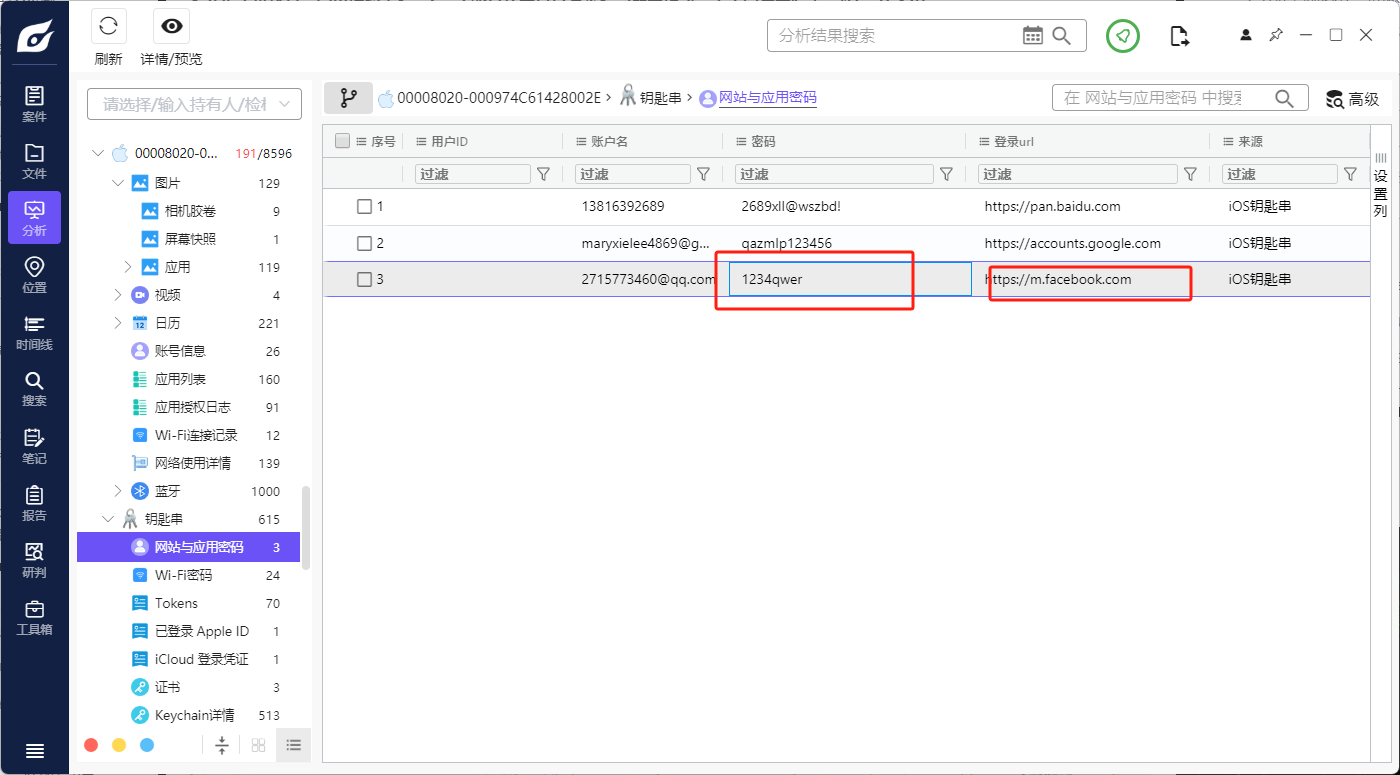 刷新
详情/预览
分析结果搜索
案件
文件
分析
位置
时间线
搜索
笔记
报告
研判
工具箱
请选择/输入持有人/检
00008020-0... 191/8596
图片 129
相机胶卷 9
屏幕快照 1
应用 119
视频 4
日历 221
账号信息 26
应用列表 160
应用授权日志 91
Wi-Fi连接记录 12
网络使用详情 139
蓝牙 1000
钥匙串 615
网站与应用密码 3
Wi-Fi密码 24
Tokens 70
已登录 Apple ID 1
iCloud 登录凭证 1
证书 3
Keychain详情 513
00008020-000974C61428002E > 钥匙串 > 网站与应用密码
在 网站与应用密码 中搜索
高级
序号 用户ID 账户名 密码 登录url 来源
过滤 过滤 过滤 过滤 过滤
1 13816392689 2689xll@wszbd! https://pan.baidu.com iOS钥匙串
2 maryxielee4869@g... qazmlp123456 https://accounts.google.com iOS钥匙串
3 2715773460@qq.com 1234qwer https://m.facebook.com iOS钥匙串
设置列